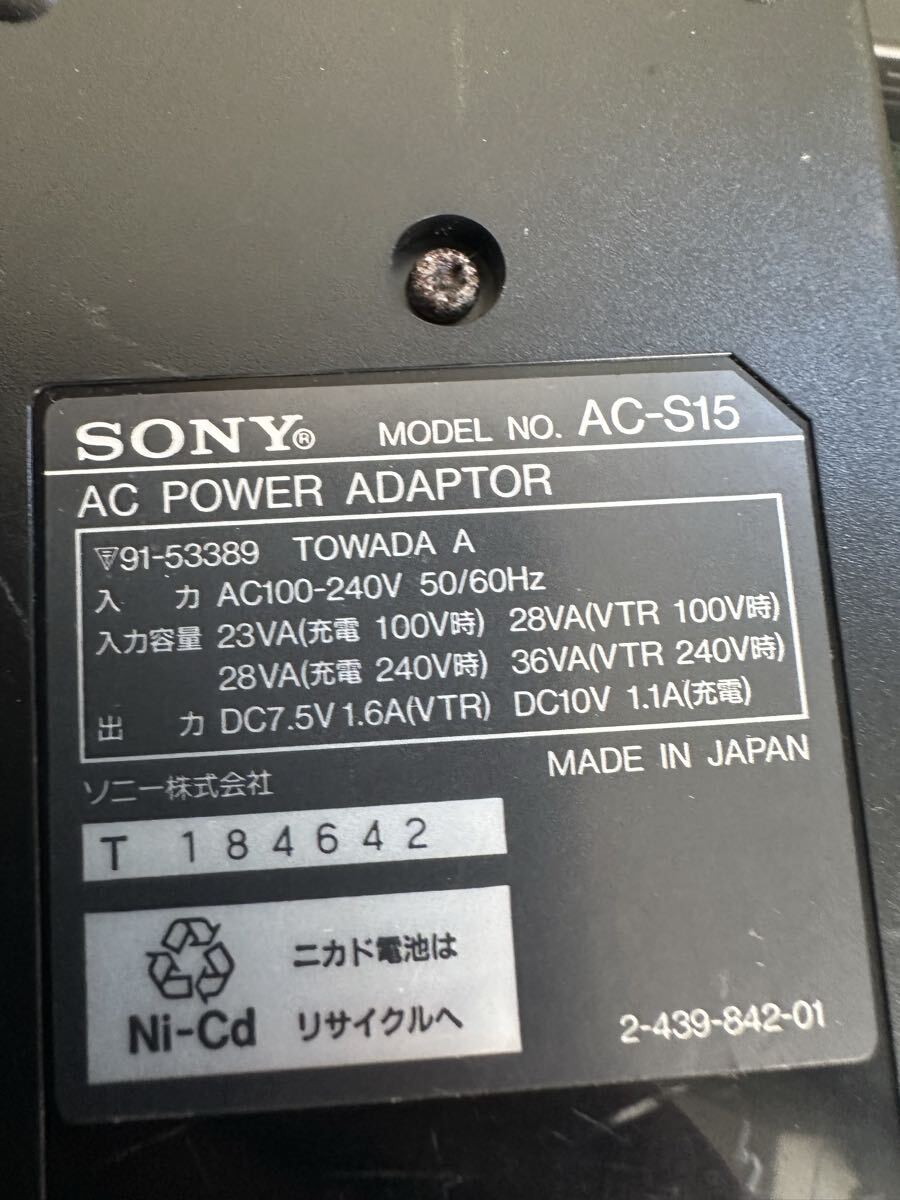 SONY® MODEL NO. AC-S15
AC POWER ADAPTOR
91-53389 TOWADA A
入力 AC100-240V 50/60Hz
入力容量 23VA(充電 100V時) 28VA(VTR 100V時)
28VA(充電 240V時) 36VA(VTR 240V時)
出力 DC7.5V 1.6A(VTR) DC10V 1.1A(充電)
ソニー株式会社 MADE IN JAPAN
T 184642
ニカド電池は
Ni-Cd リサイクルへ
2-439-842-01